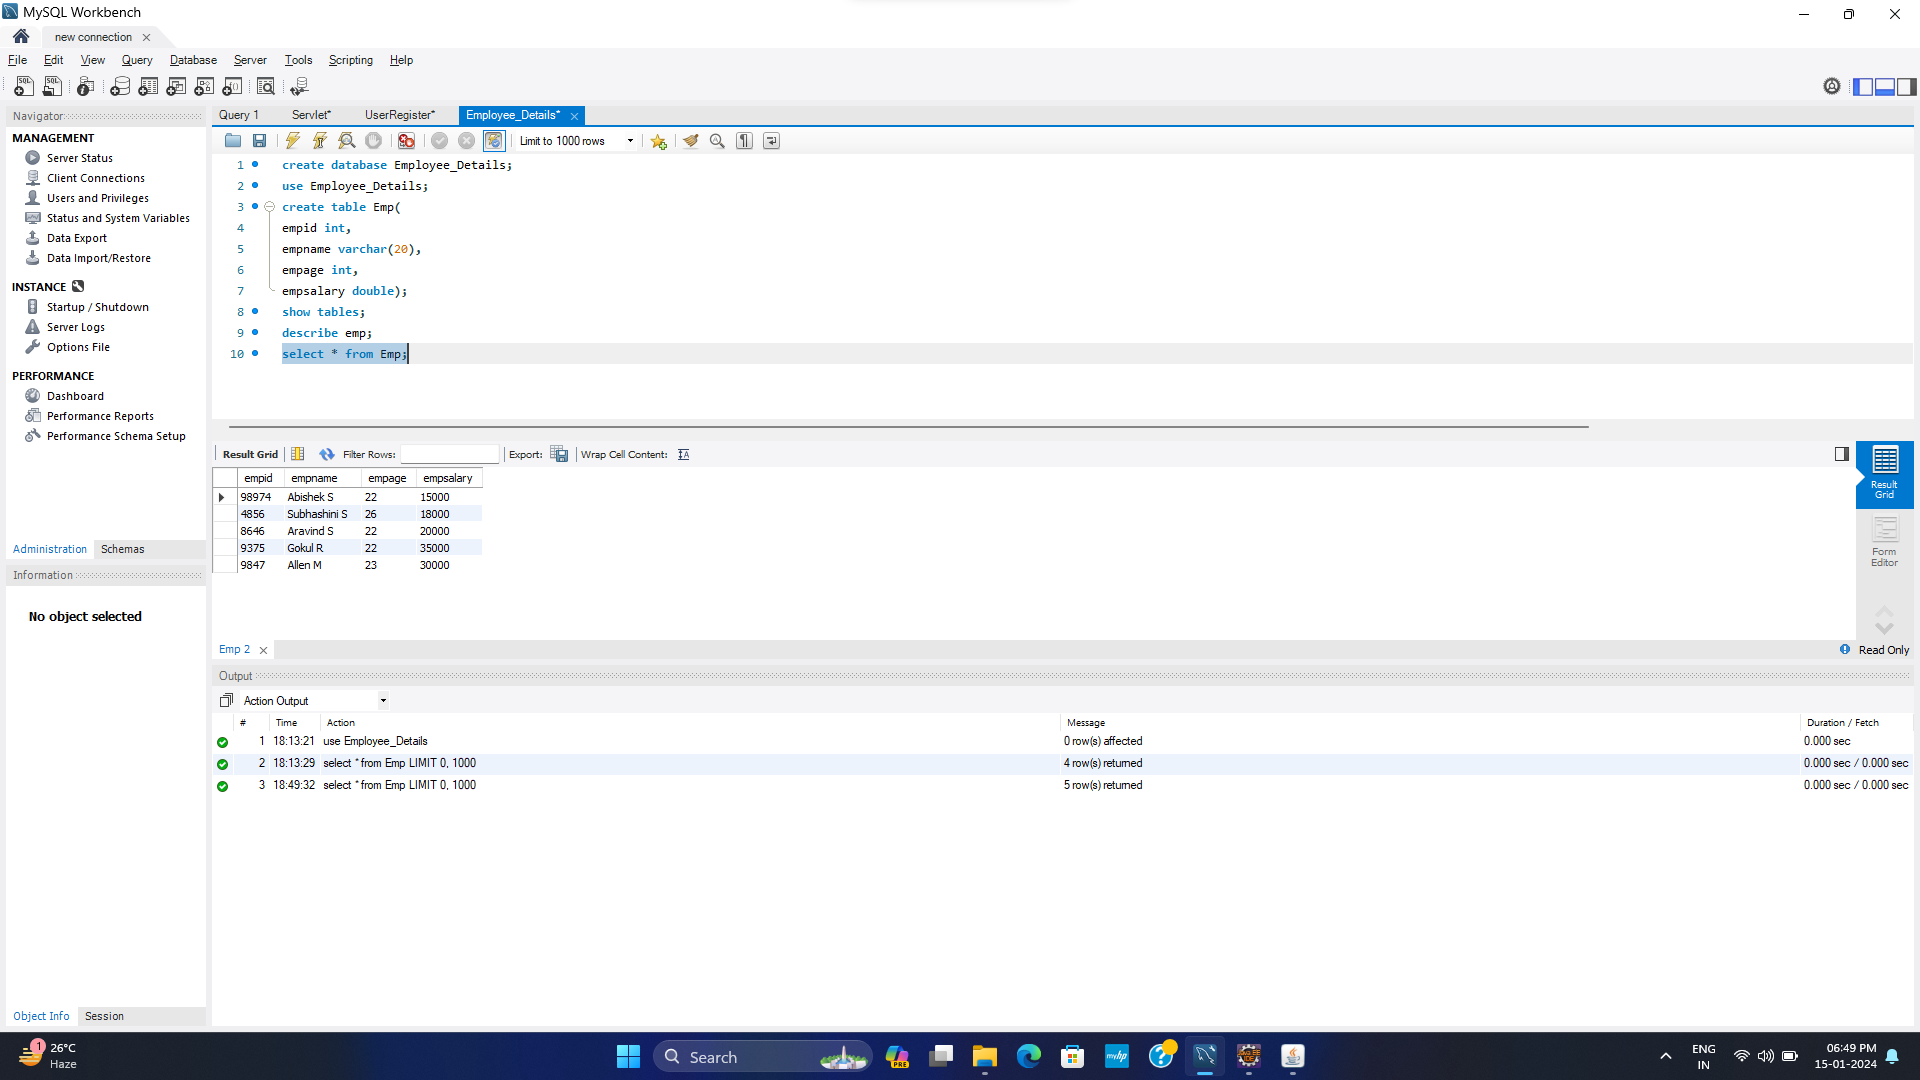 MySQL Workbench
new connection
File Edit View Query Database Server Tools Scripting Help
Navigator
MANAGEMENT
Server Status
Client Connections
Users and Privileges
Status and System Variables
Data Export
Data Import/Restore
INSTANCE
Startup / Shutdown
Server Logs
Options File
PERFORMANCE
Dashboard
Performance Reports
Performance Schema Setup
Administration Schemas
Information
No object selected
Object Info Session
Query 1 Servlet* UserRegister* Employee_Details*
Limit to 1000 rows
1 create database Employee_Details;
2 use Employee_Details;
3 create table Emp(
4 empid int,
5 empname varchar(20),
6 empage int,
7 empsalary double);
8 show tables;
9 describe emp;
10 select * from Emp;
Result Grid Filter Rows: Export: Wrap Cell Content:
empid empname empage empsalary
98974 Abishek S 22 15000
4856 Subhashini S 26 18000
8646 Aravind S 22 20000
9375 Gokul R 22 35000
9847 Allen M 23 30000
Result
Grid
Form
Editor
Emp 2
Read Only
Output
Action Output
# Time Action Message Duration / Fetch
1 18:13:21 use Employee_Details 0 row(s) affected 0.000 sec
2 18:13:29 select * from Emp LIMIT 0, 1000 4 row(s) returned 0.000 sec / 0.000 sec
3 18:49:32 select * from Emp LIMIT 0, 1000 5 row(s) returned 0.000 sec / 0.000 sec
1
26°C
Haze
Search
PRE
myhp
ENG
IN
06:49 PM
15-01-2024